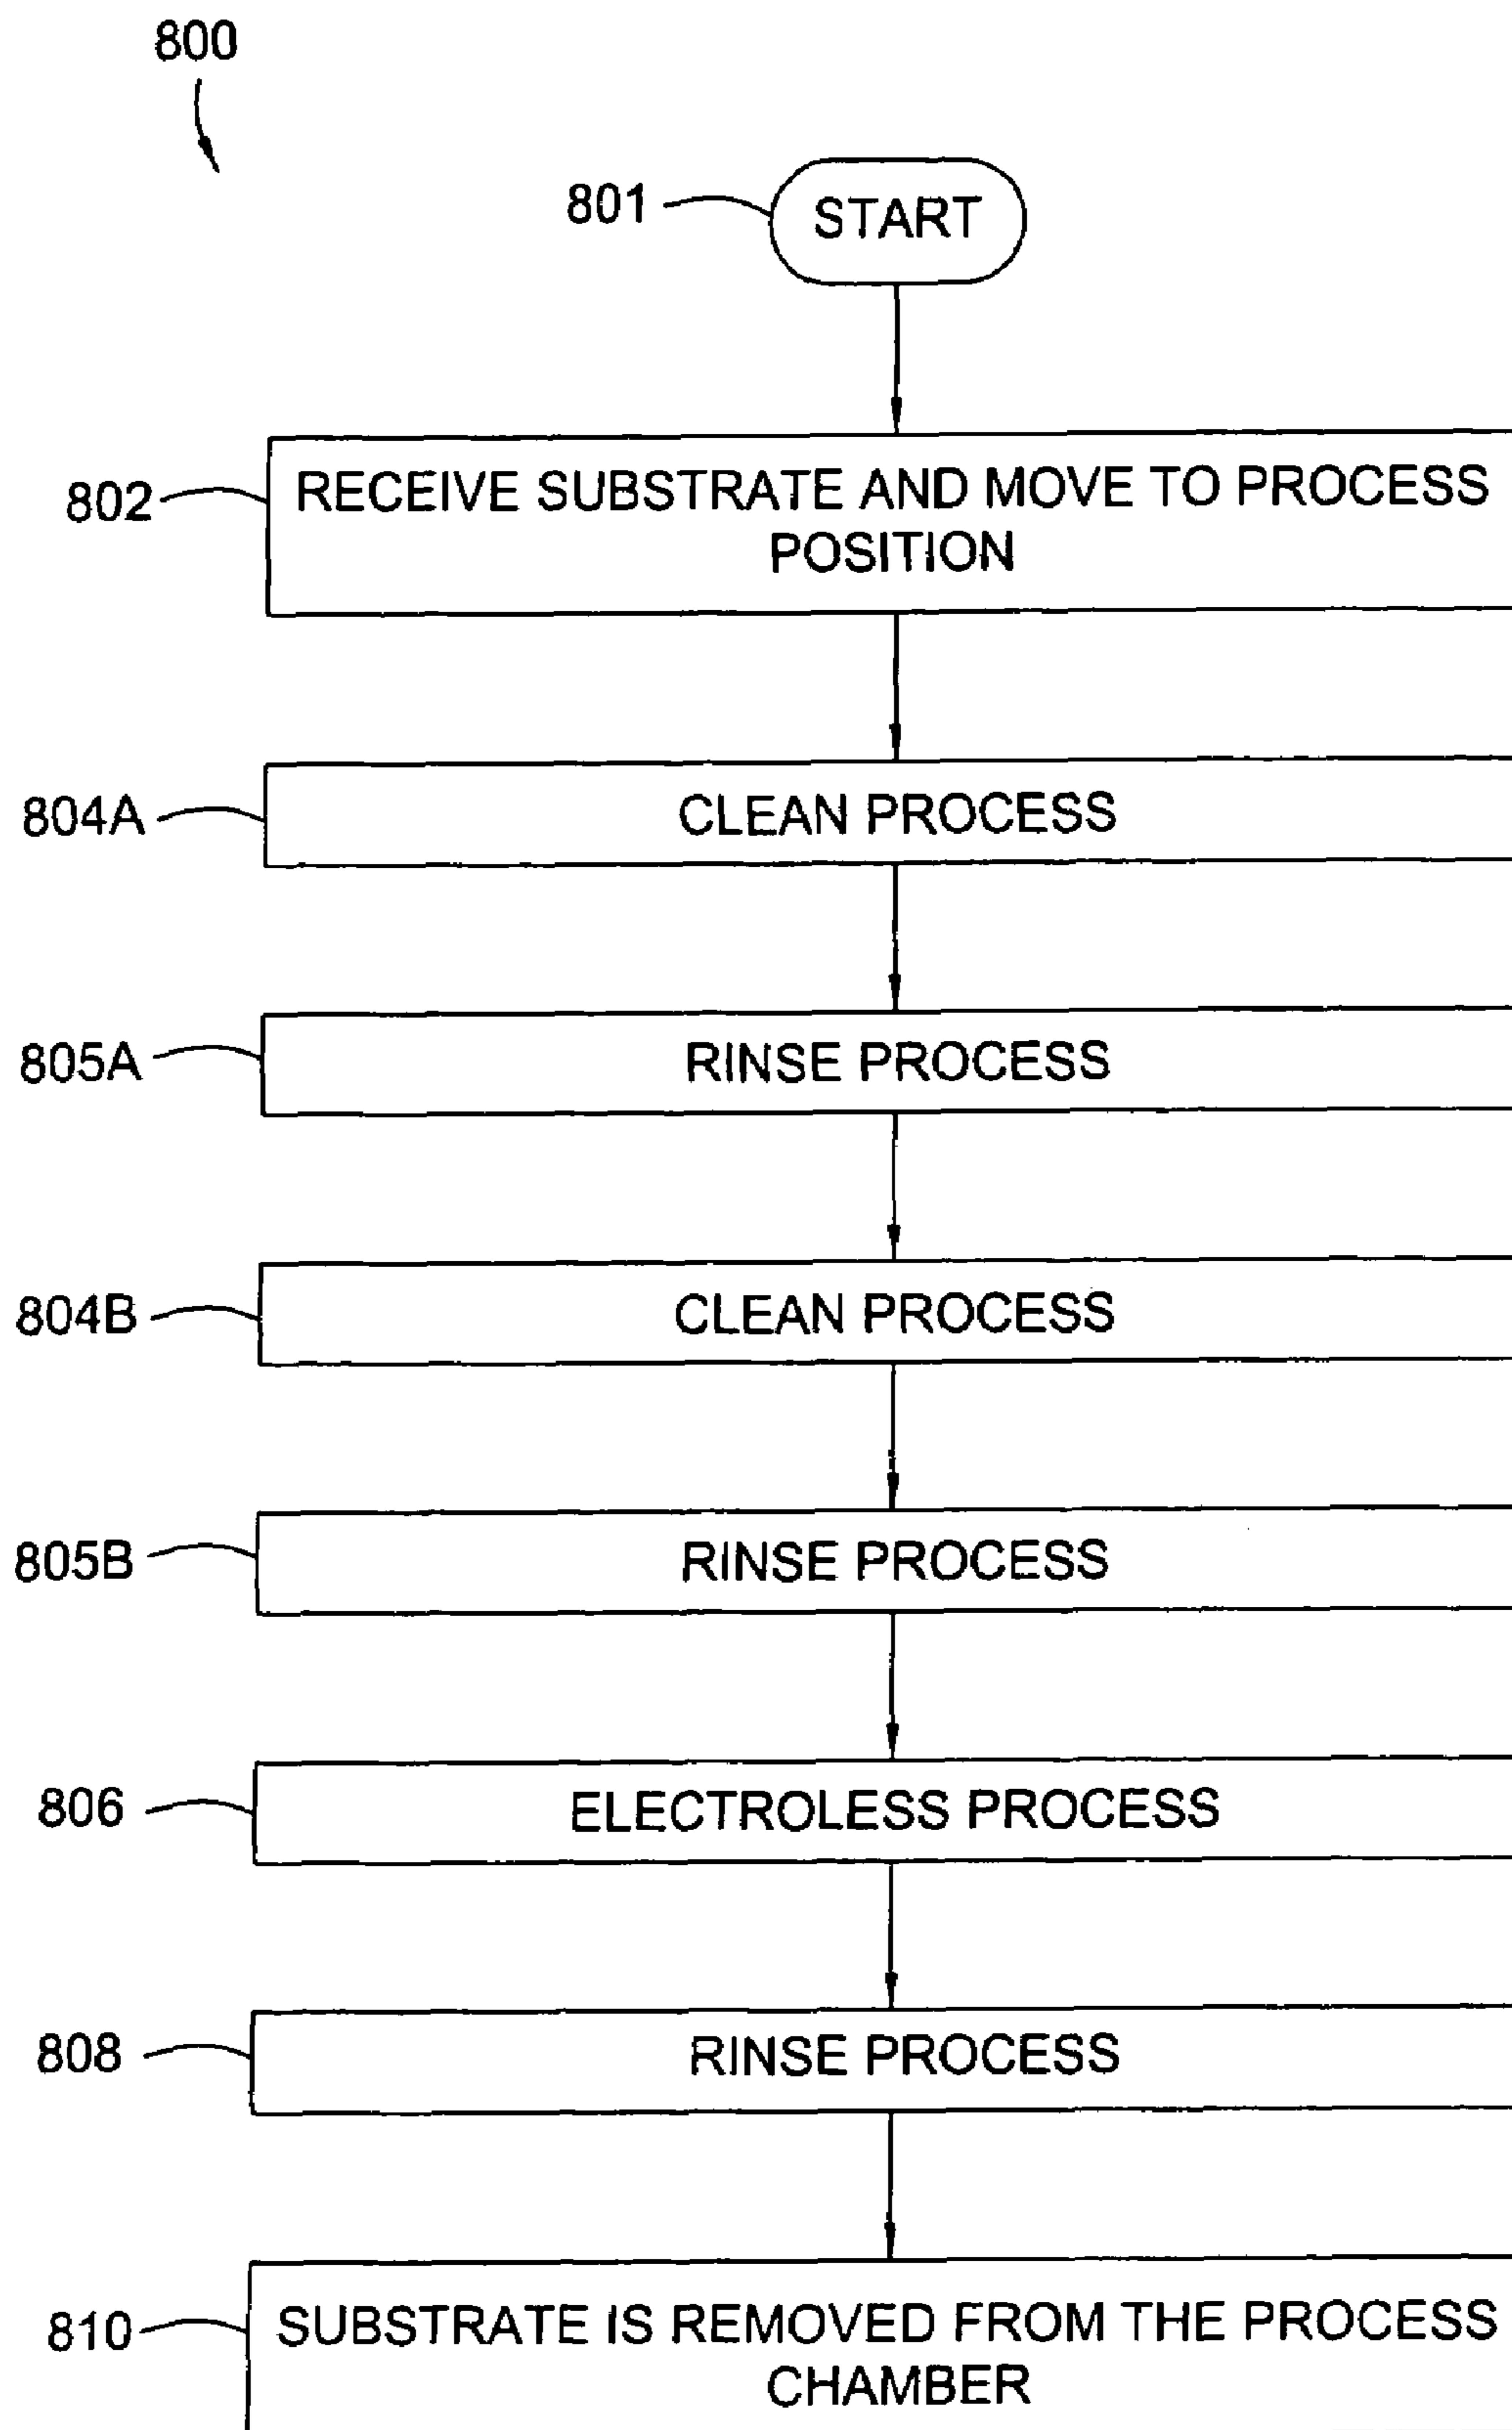 800
801
START
802
RECEIVE SUBSTRATE AND MOVE TO PROCESS
POSITION
804A
CLEAN PROCESS
805A
RINSE PROCESS
804B
CLEAN PROCESS
805B
RINSE PROCESS
806
ELECTROLESS PROCESS
808
RINSE PROCESS
810
SUBSTRATE IS REMOVED FROM THE PROCESS
CHAMBER